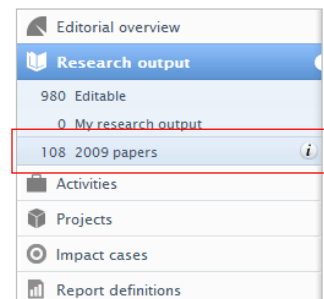 Editorial overview
Research output
980 Editable
0 My research output
108 2009 papers i
Activities
Projects
Impact cases
Report definitions